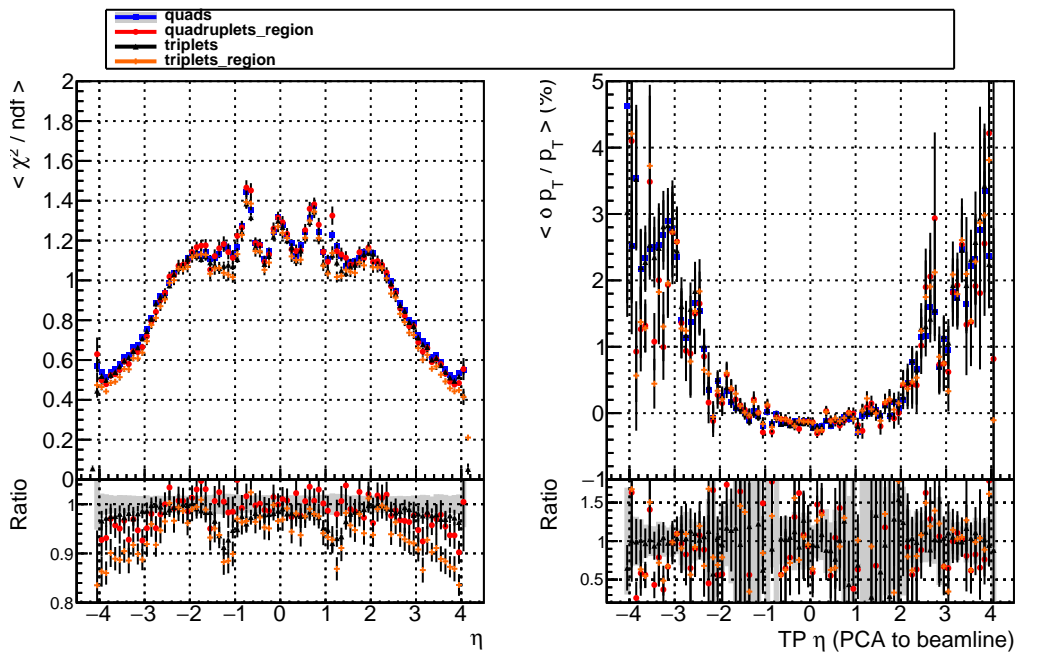 quads
quadruplets_region
triplets
triplets_region
< χ² / ndf >
2
1.8
1.6
1.4
1.2
1
0.8
0.6
0.4
0.2
0
Ratio
1
0.9
0.8
−4 −3 −2 −1 0 1 2 3 4
η
< σ p_T / p_T > (%)
5
4
3
2
1
0
−1
Ratio
1.5
1
0.5
−4 −3 −2 −1 0 1 2 3 4
TP η (PCA to beamline)